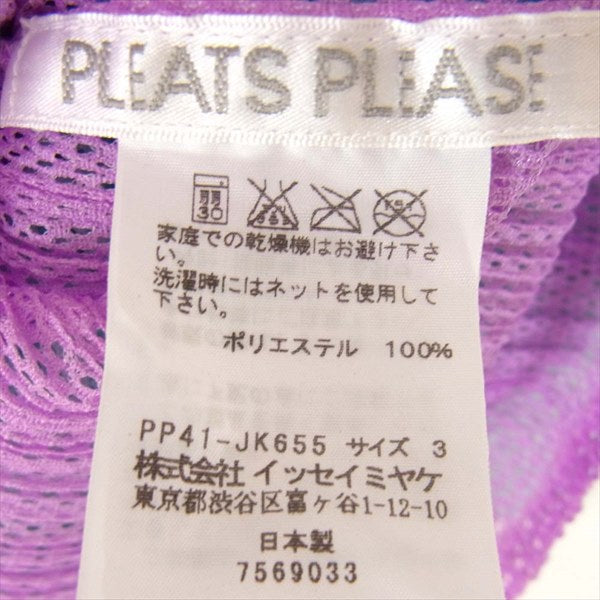 PLEATS PLEASE
弱 30
家庭での乾燥機はお避け下さ
い。
洗濯時にはネットを使用して
下さい。
ポリエステル 100%
PP41-JK655 サイズ 3
株式会社 イッセイミヤケ
東京都渋谷区富ヶ谷1-12-10
日本製
7569033